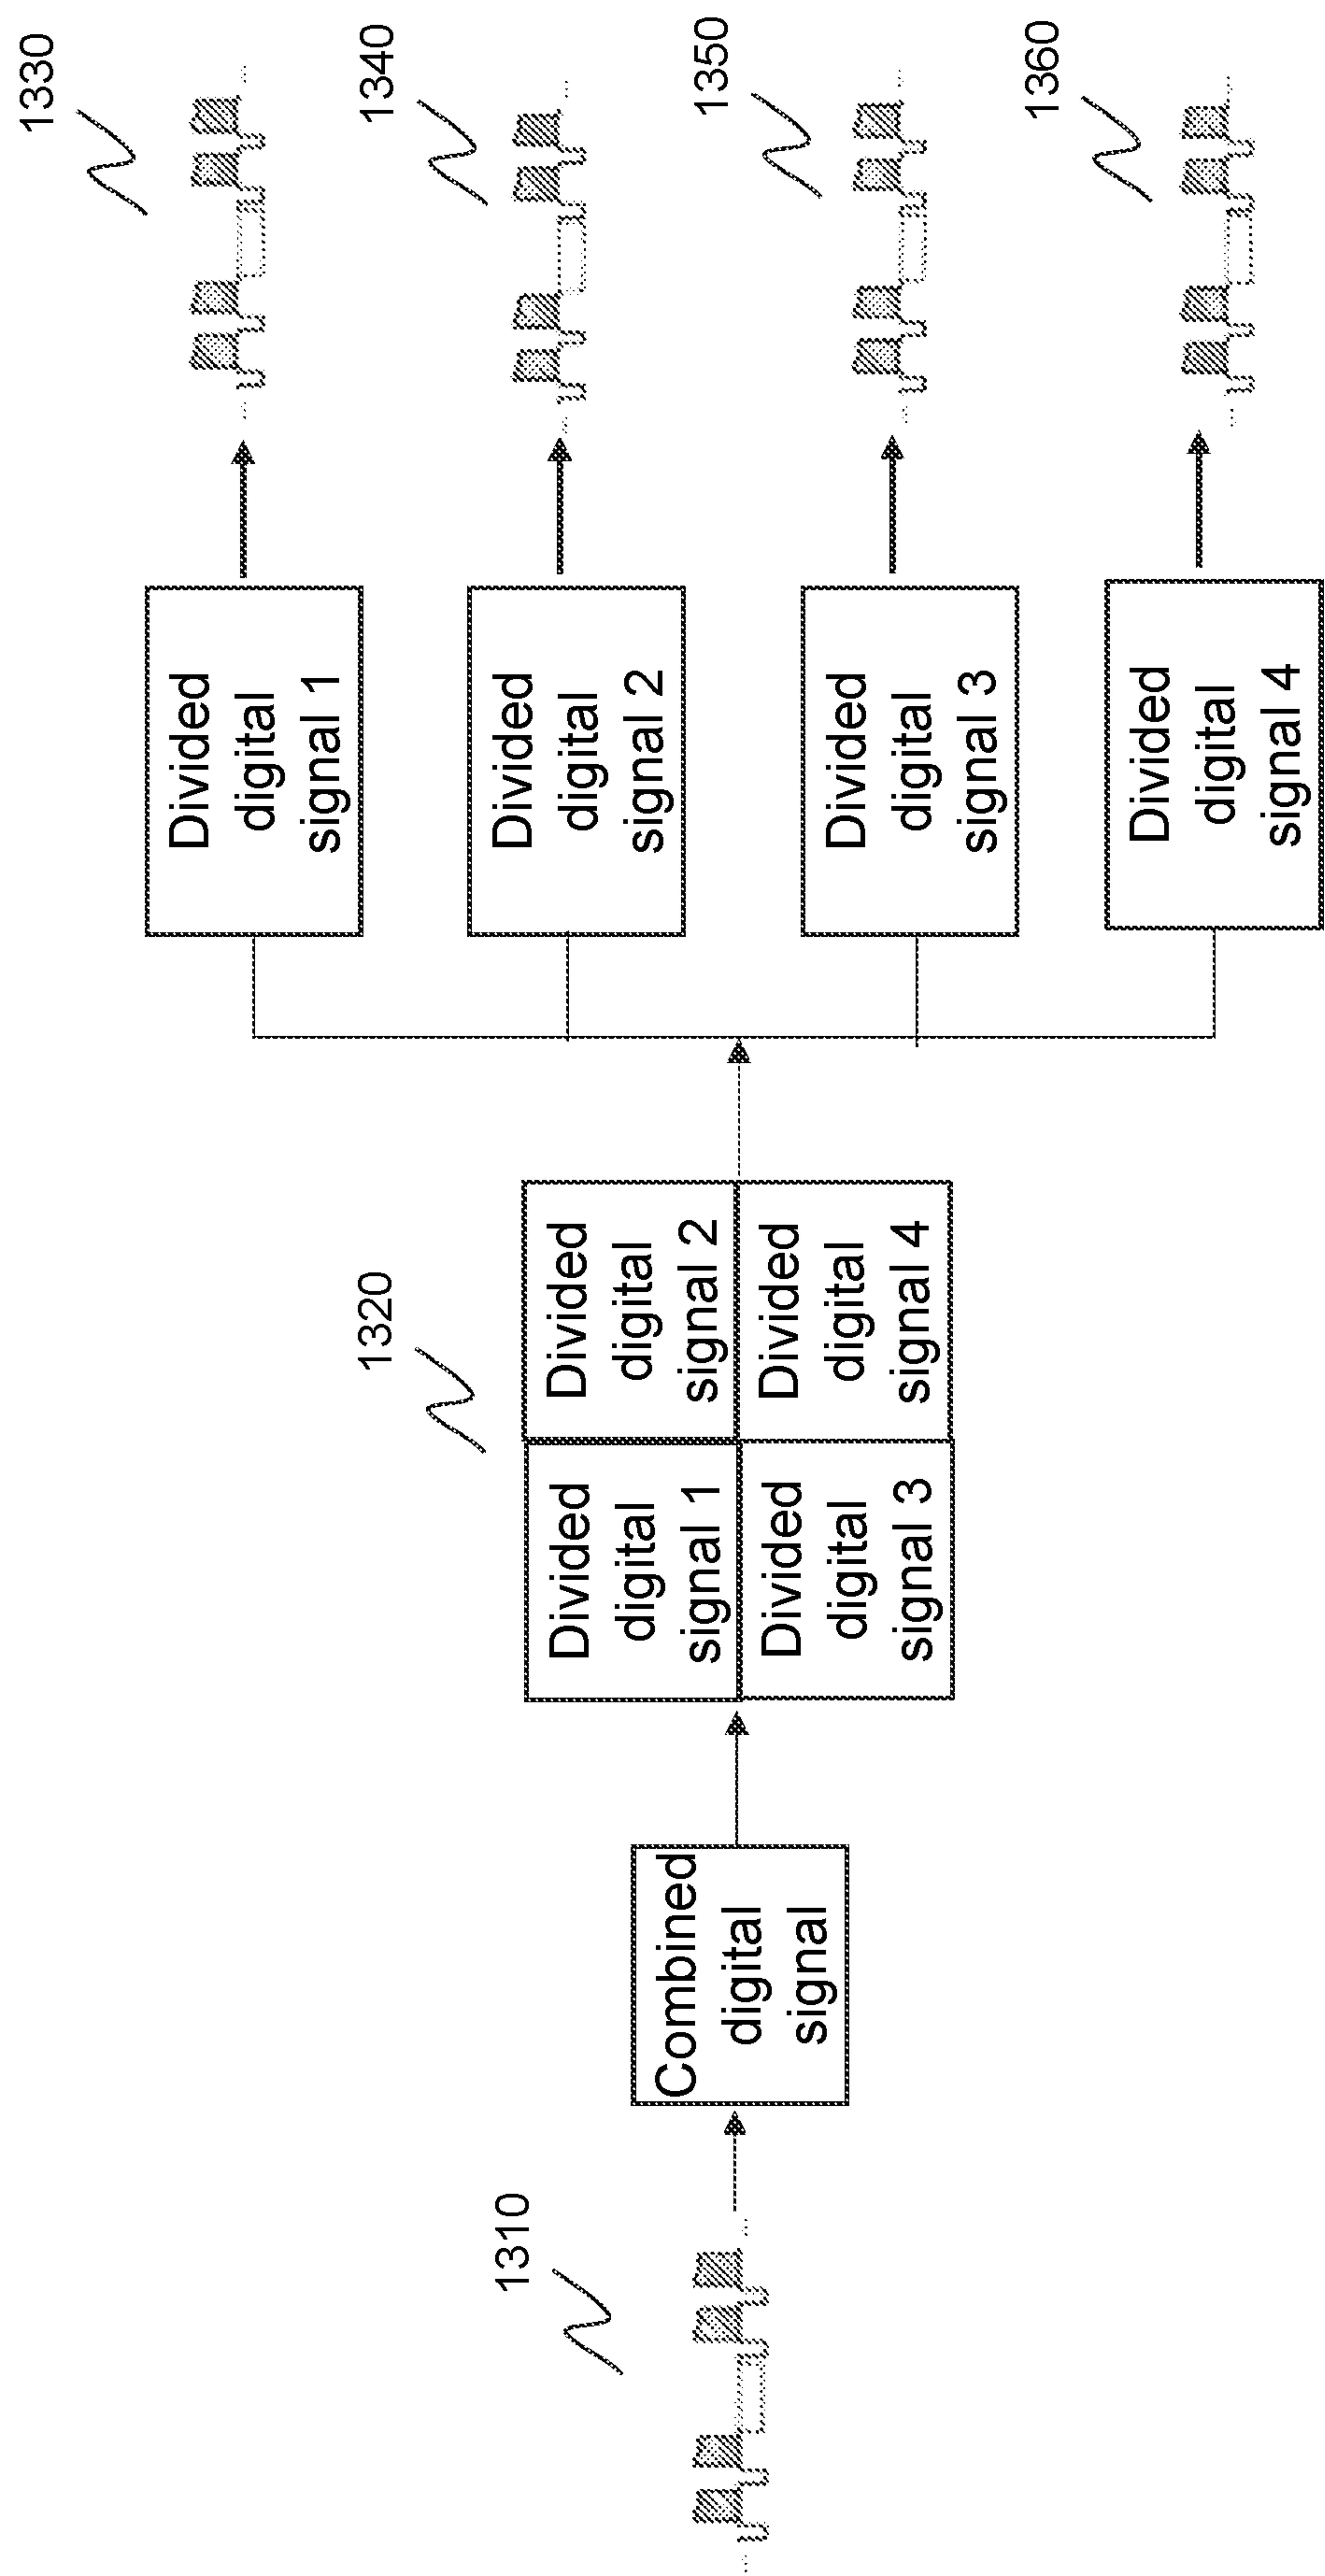 1310
Combined
digital
signal
1320
Divided
digital
signal 1
Divided
digital
signal 2
Divided
digital
signal 3
Divided
digital
signal 4
Divided
digital
signal 1
1330
Divided
digital
signal 2
1340
Divided
digital
signal 3
1350
Divided
digital
signal 4
1360